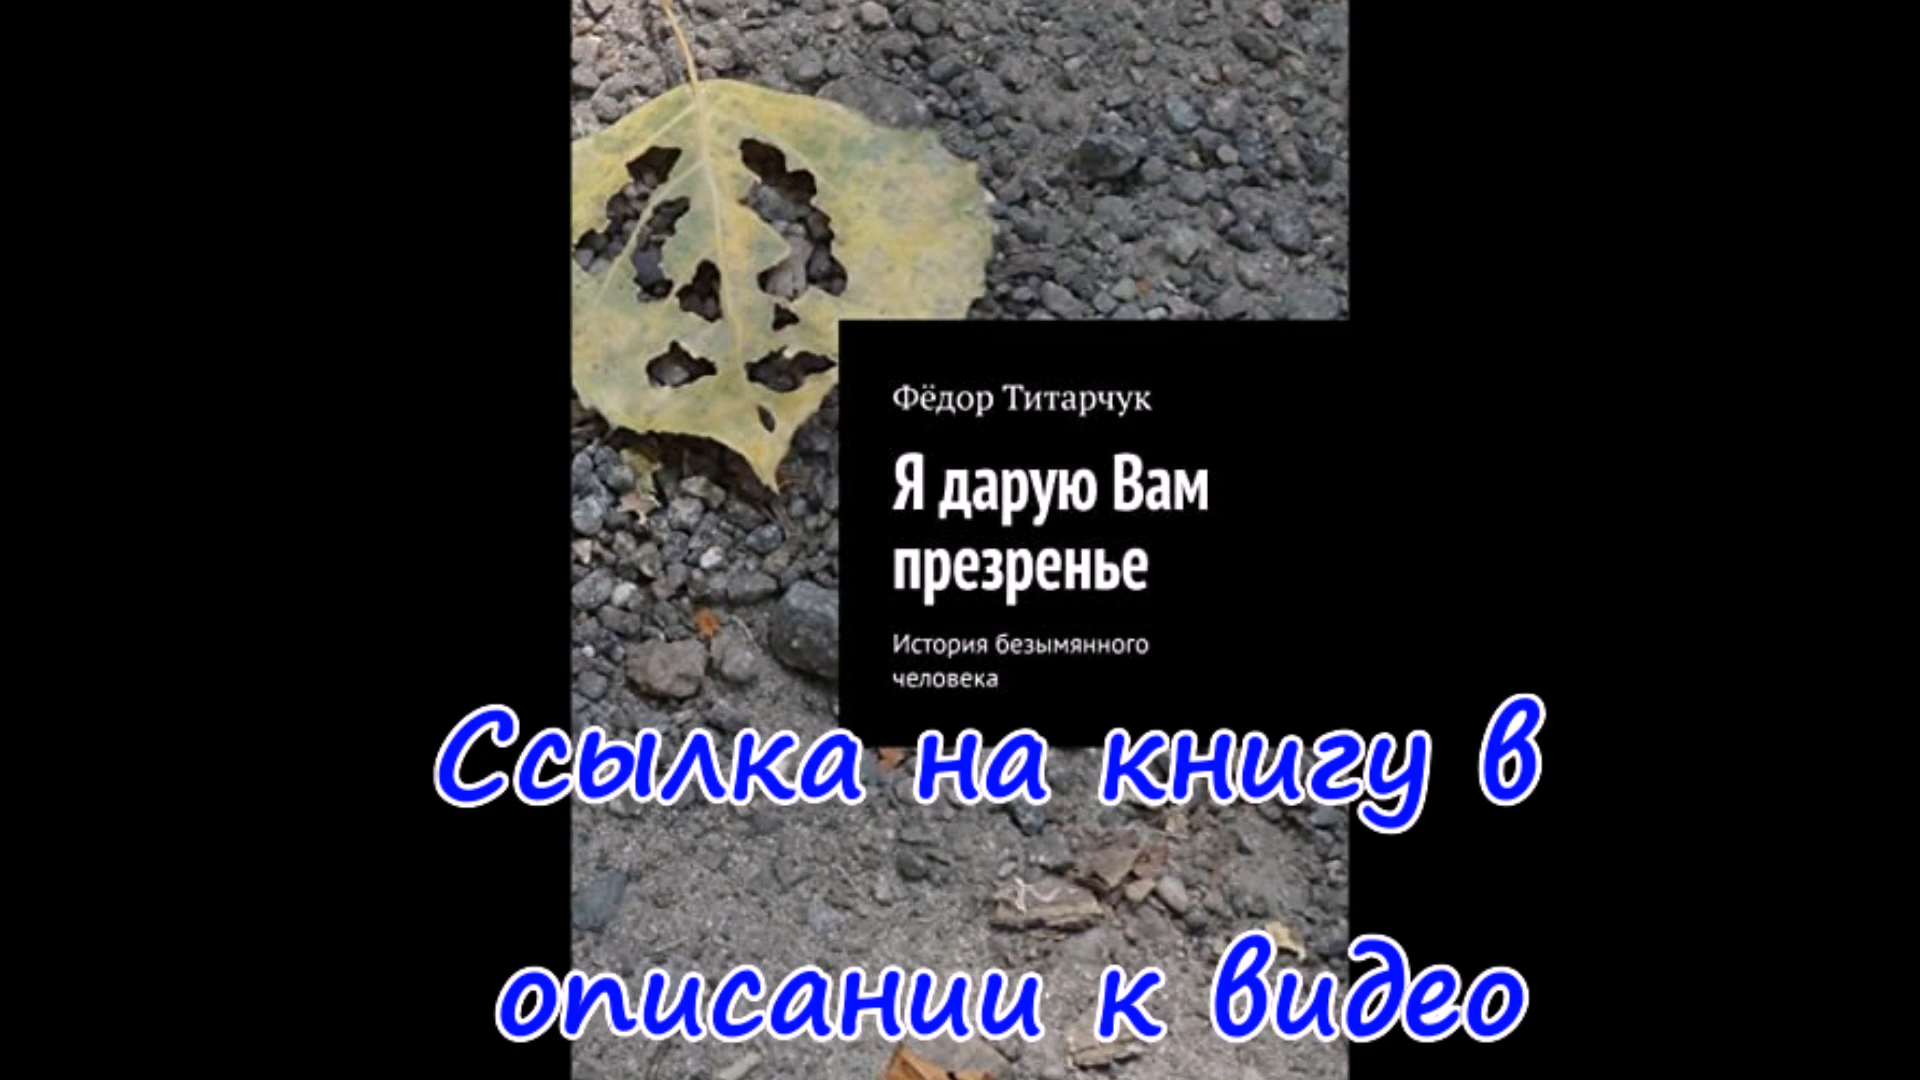 Фёдор Титарчук
Я дарую Вам
презренье
История безымянного
человека
Ссылка на книгу в
описании к видео